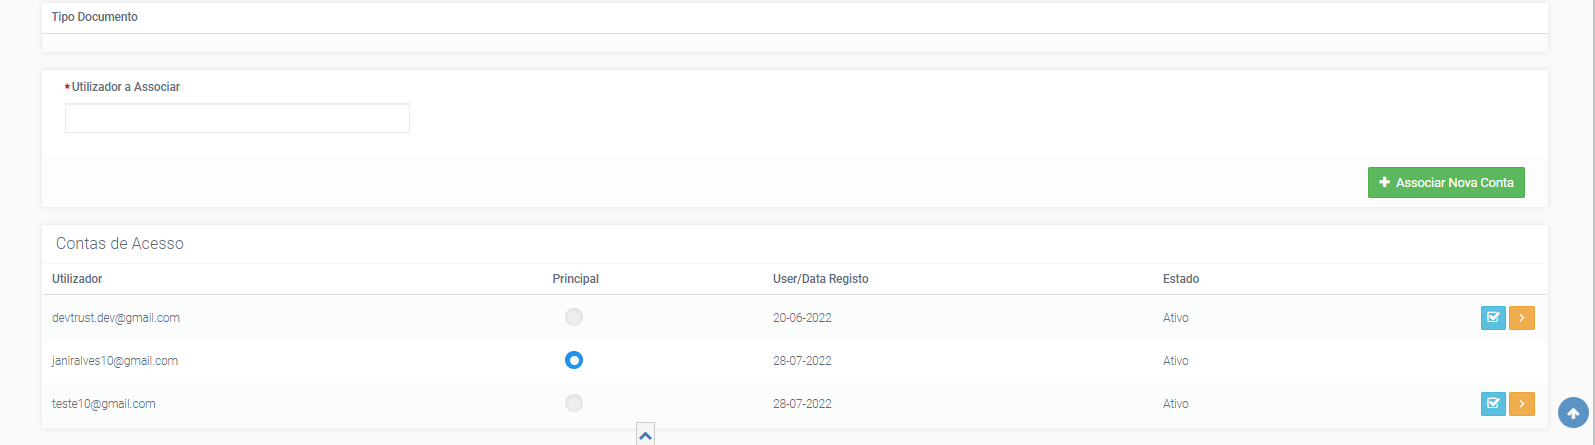 Tipo Documento
*Utilizador a Associar
Associar Nova Conta
Contas de Acesso
Utilizador Principal User/Data Registo Estado
devtrust.dev@gmail.com 20-06-2022 Ativo
janiralves10@gmail.com 28-07-2022 Ativo
teste10@gmail.com 28-07-2022 Ativo